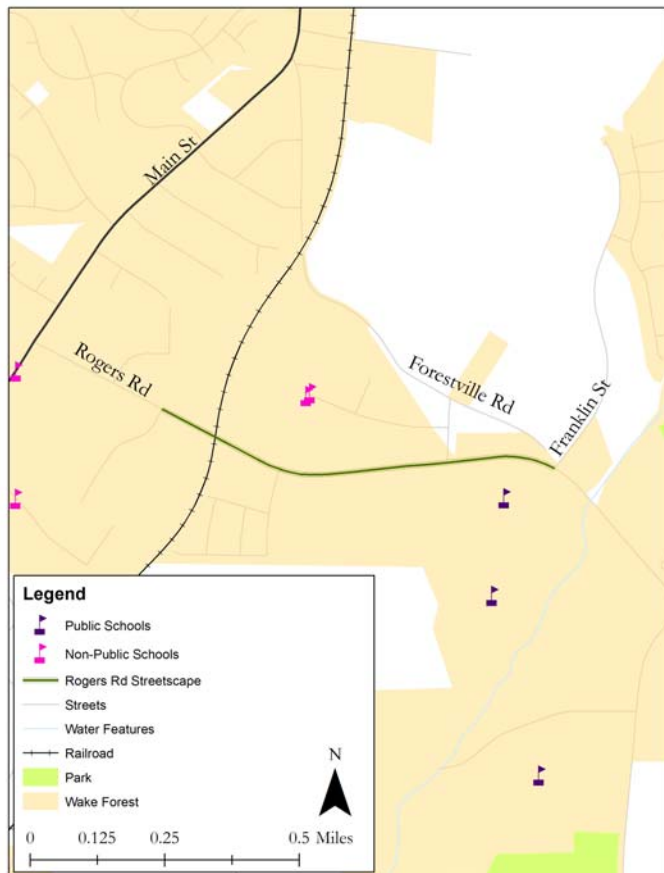 Main St
Rogers Rd
Forestville Rd
Franklin St
Legend
Public Schools
Non-Public Schools
Rogers Rd Streetscape
Streets
Water Features
Railroad
Park
Wake Forest
N
0 0.125 0.25 0.5 Miles